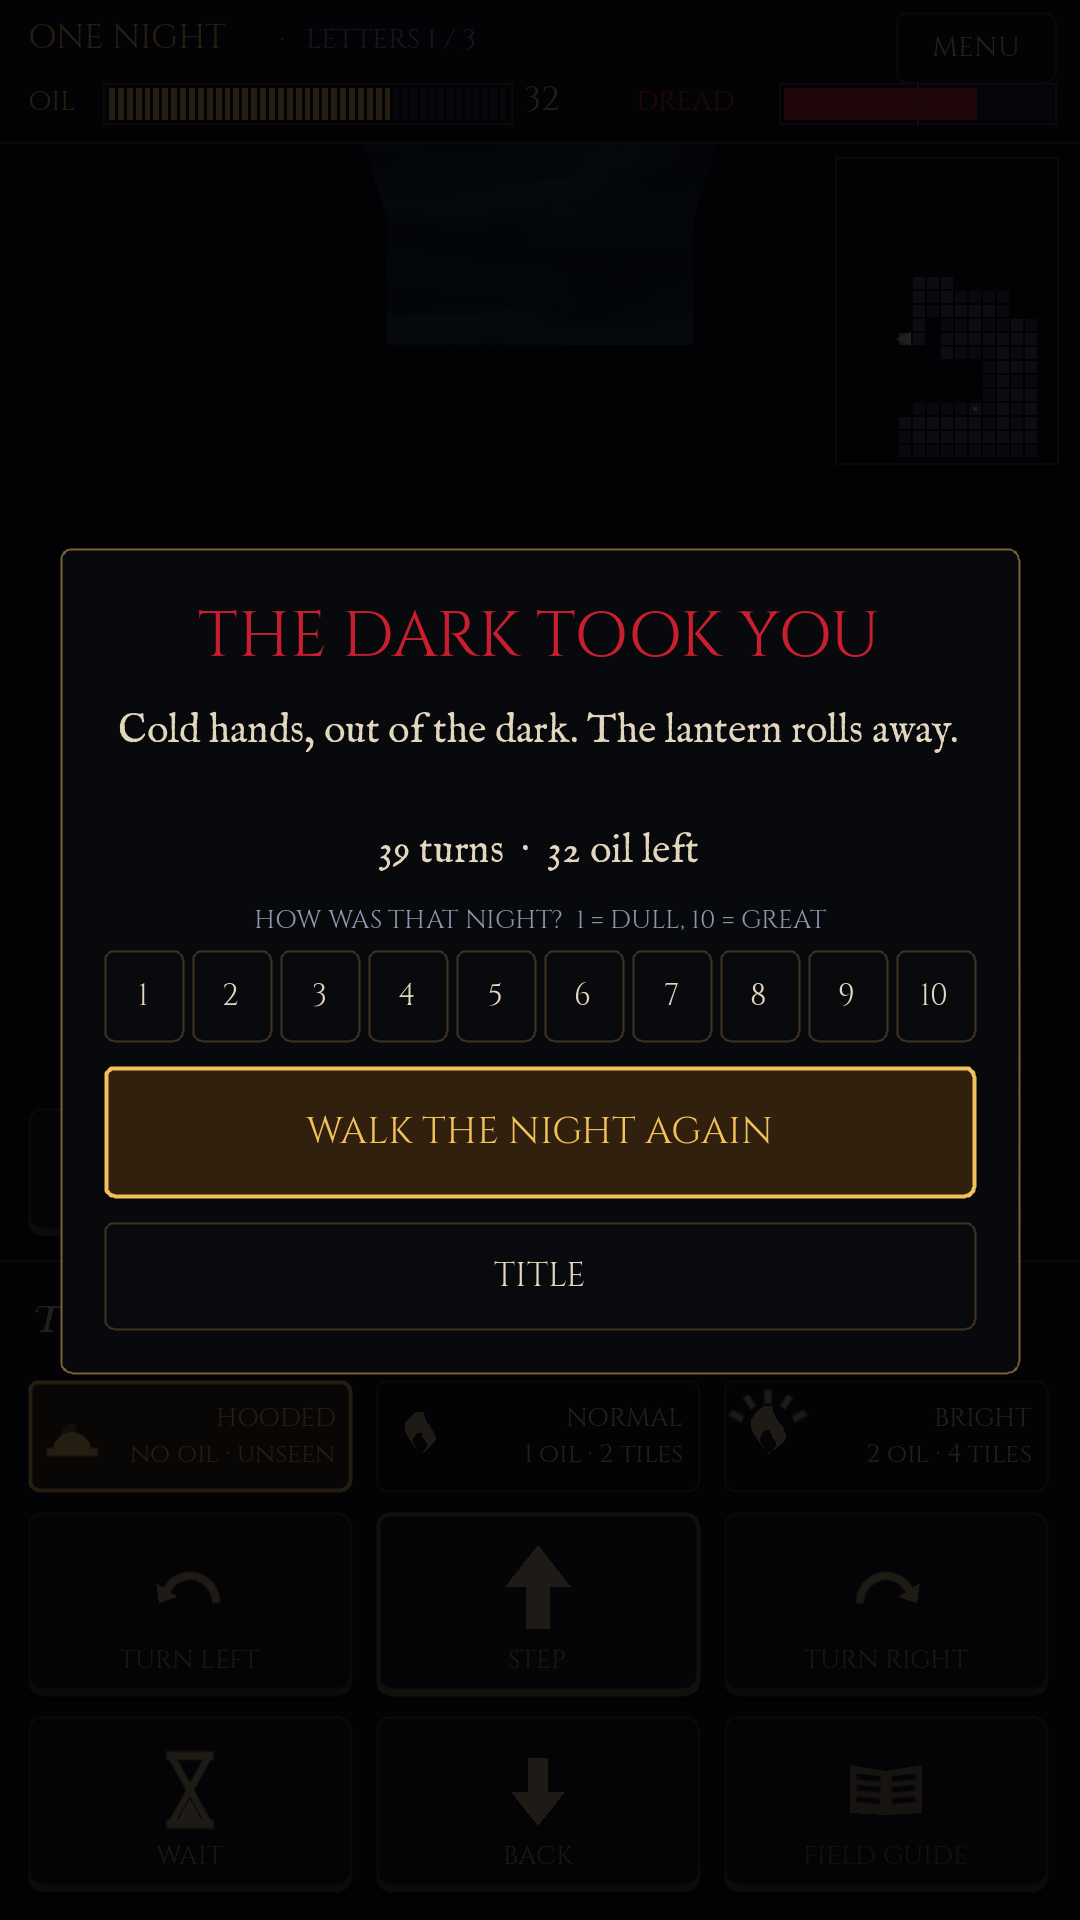 ONE NIGHT · LETTERS 1 / 3
MENU
OIL 32 DREAD
THE DARK TOOK YOU
Cold hands, out of the dark. The lantern rolls away.
39 turns · 32 oil left
HOW WAS THAT NIGHT? 1 = DULL, 10 = GREAT
1 2 3 4 5 6 7 8 9 10
WALK THE NIGHT AGAIN
TITLE
HOODED
NO OIL · UNSEEN
NORMAL
1 OIL · 2 TILES
BRIGHT
2 OIL · 4 TILES
TURN LEFT
STEP
TURN RIGHT
WAIT
BACK
FIELD GUIDE